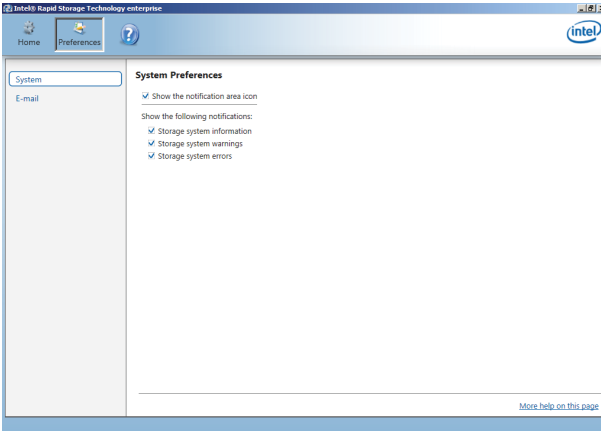 Intel® Rapid Storage Technology enterprise
Home
Preferences
?
intel
System
E-mail
System Preferences
Show the notification area icon
Show the following notifications:
Storage system information
Storage system warnings
Storage system errors
More help on this page